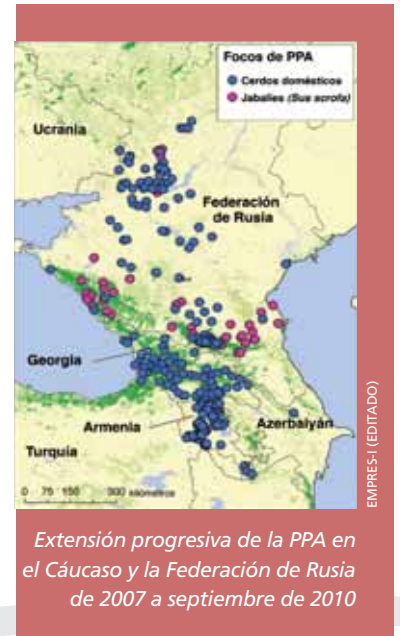 Focos de PPA
Cerdos domésticos
Jabalíes (Sus scrofa)
Ucrania
Federación
de Rusia
Georgia
Armenia
Azerbaiyán
Turquía
0 75 150 300 kilómetros
EMPRES-I (EDITADO)
Extensión progresiva de la PPA en
el Cáucaso y la Federación de Rusia
de 2007 a septiembre de 2010